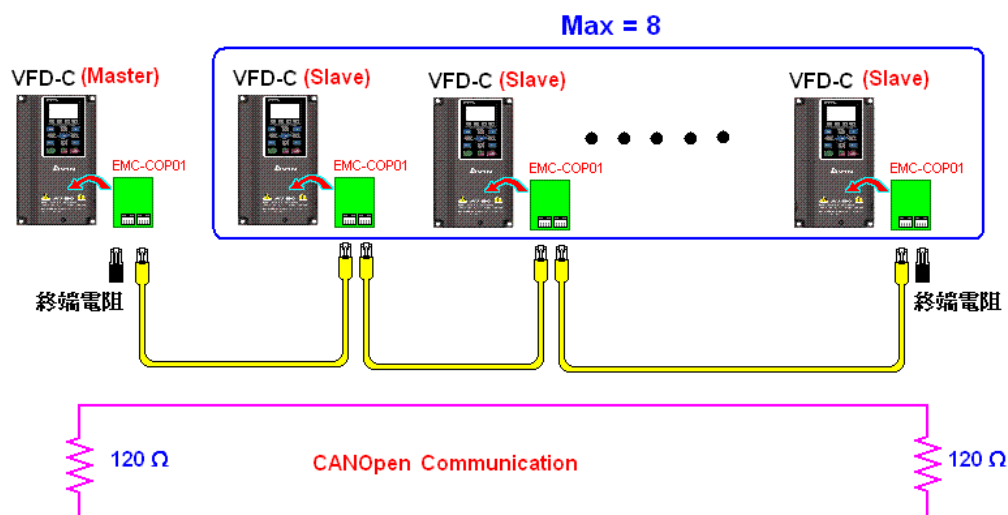 Max = 8
VFD-C (Master)
VFD-C (Slave)
VFD-C (Slave)
VFD-C (Slave)
EMC-COP01
EMC-COP01
EMC-COP01
EMC-COP01
終端電阻
終端電阻
120 Ω
CANOpen Communication
120 Ω